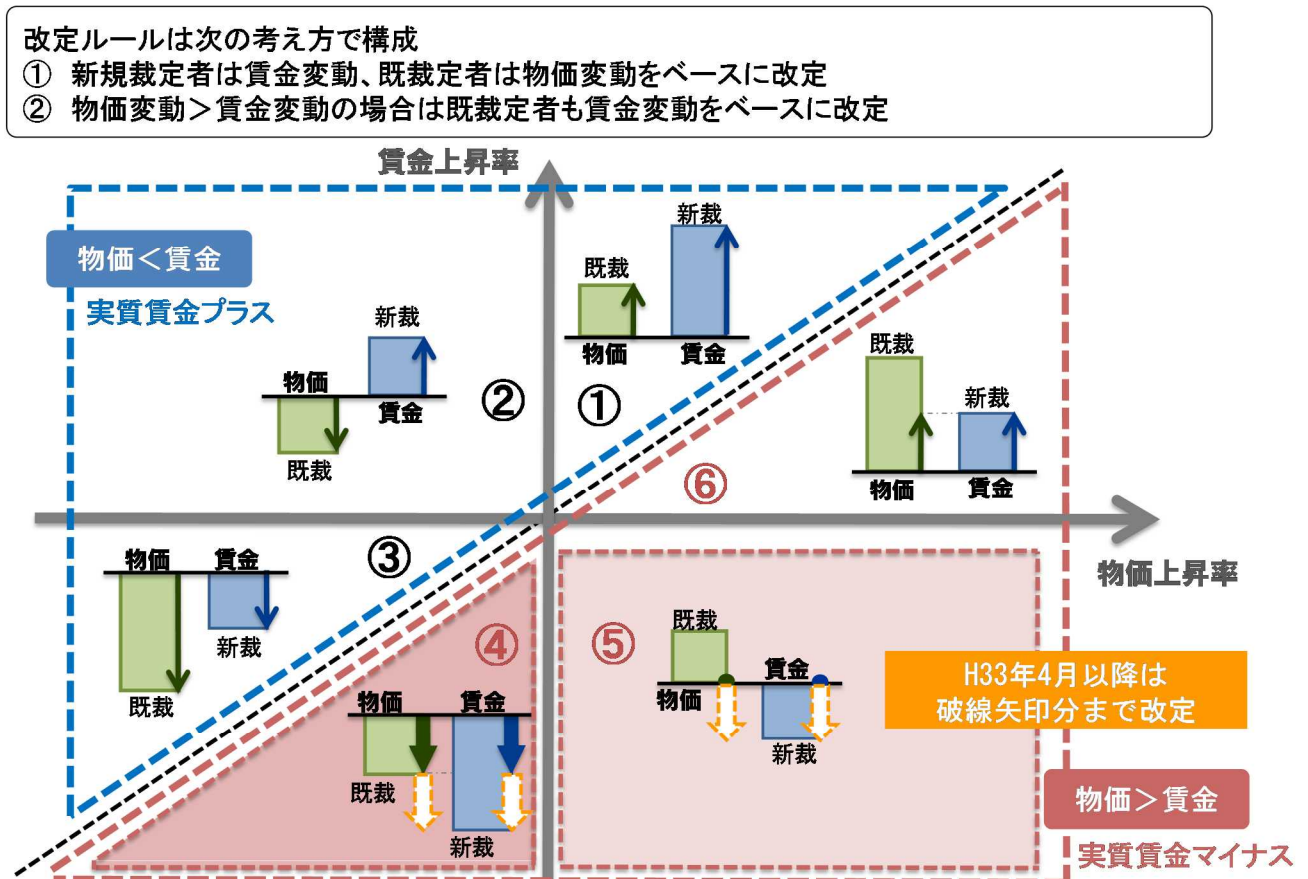 改定ルールは次の考え方で構成
① 新規裁定者は賃金変動、既裁定者は物価変動をベースに改定
② 物価変動＞賃金変動の場合は既裁定者も賃金変動をベースに改定
賃金上昇率
物価＜賃金
実質賃金プラス
新裁
既裁
物価
賃金
①
新裁
物価
賃金
既裁
②
既裁
新裁
物価
賃金
⑥
物価上昇率
物価
賃金
新裁
既裁
③
④
物価
賃金
既裁
新裁
⑤
既裁
物価
賃金
新裁
H33年4月以降は
破線矢印分まで改定
物価＞賃金
実質賃金マイナス